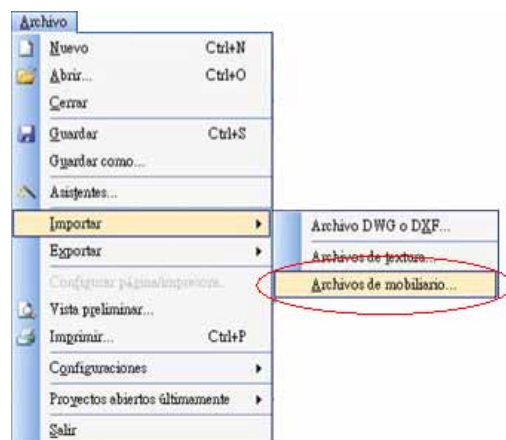 Archivo
Nuevo Ctrl+N
Abrir... Ctrl+O
Cerrar
Guardar Ctrl+S
Guardar como...
Asistentes...
Importar
Exportar
Configurar página/impresora...
Vista preliminar...
Imprimir... Ctrl+P
Configuraciones
Proyectos abiertos últimamente
Salir
Archivo DWG o DXF...
Archivos de textura...
Archivos de mobiliario...